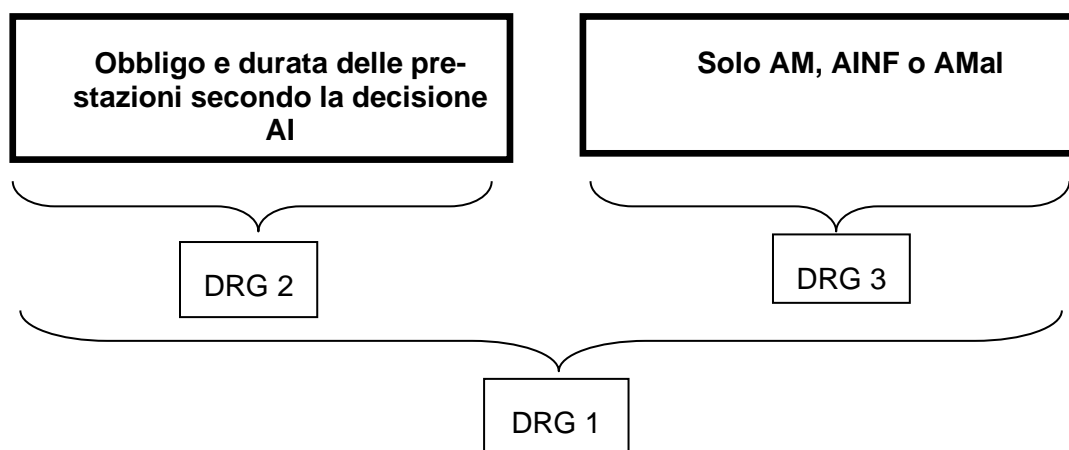 Obbligo e durata delle pre-
stazioni secondo la decisione
AI
Solo AM, AINF o AMal
DRG 2
DRG 3
DRG 1